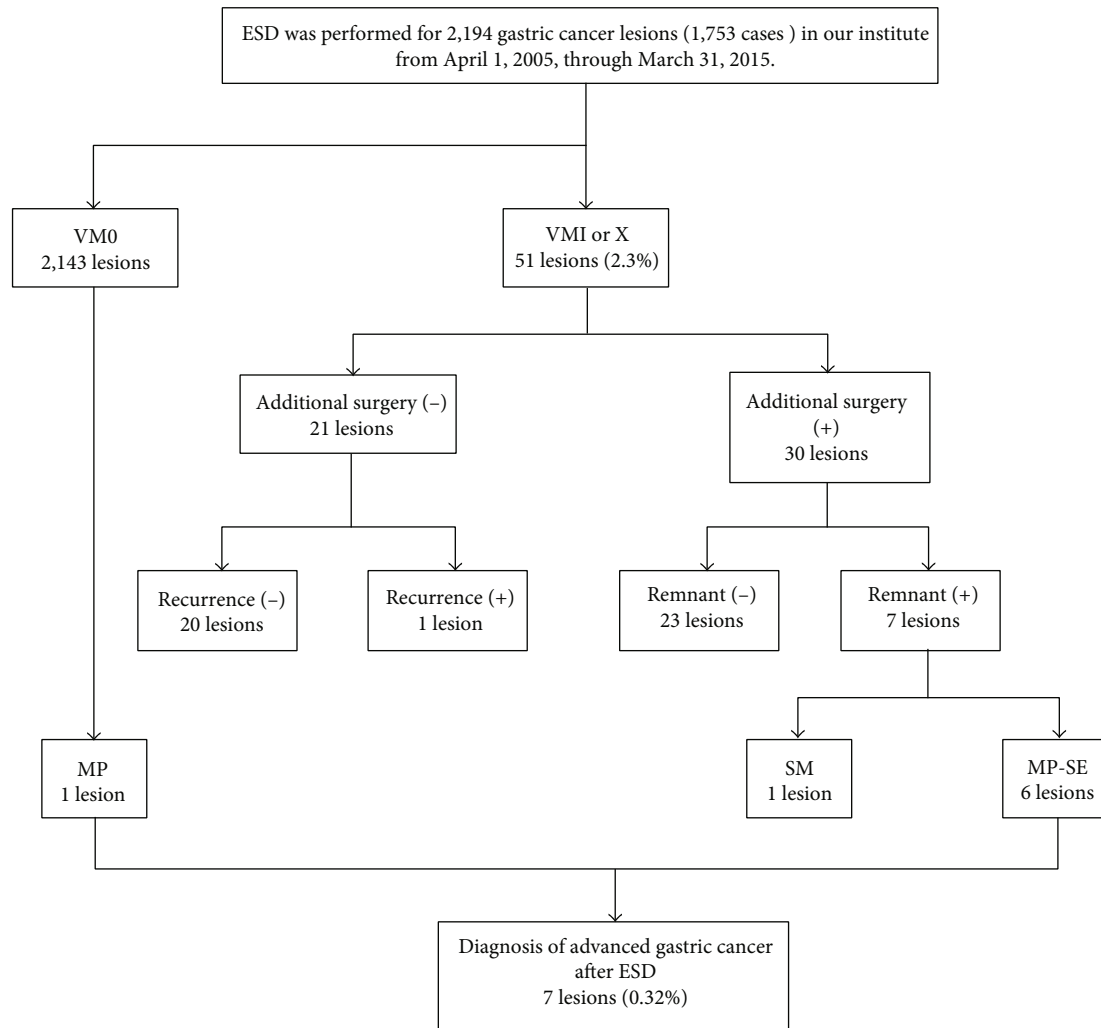 ESD was performed for 2,194 gastric cancer lesions (1,753 cases ) in our institute
from April 1, 2005, through March 31, 2015.
VM0
2,143 lesions
VMI or X
51 lesions (2.3%)
Additional surgery (–)
21 lesions
Additional surgery
(+)
30 lesions
Recurrence (–)
20 lesions
Recurrence (+)
1 lesion
Remnant (–)
23 lesions
Remnant (+)
7 lesions
MP
1 lesion
SM
1 lesion
MP-SE
6 lesions
Diagnosis of advanced gastric cancer
after ESD
7 lesions (0.32%)